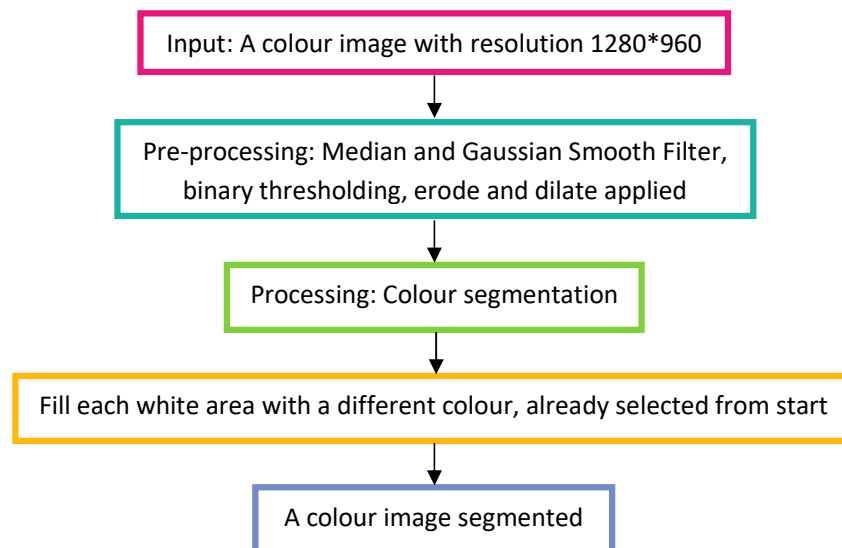 Input: A colour image with resolution 1280*960
Pre-processing: Median and Gaussian Smooth Filter,
binary thresholding, erode and dilate applied
Processing: Colour segmentation
Fill each white area with a different colour, already selected from start
A colour image segmented